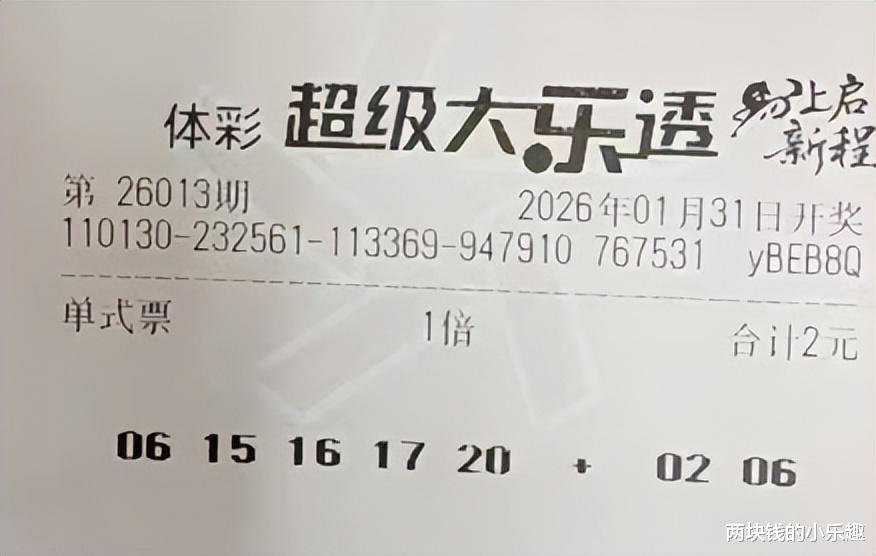 体彩 超级大乐透 马上启
新程
第 26013期 2026年01月31日开奖
110130-232561-113369-947910 767531 yBEB8Q
单式票 1倍 合计2元
06 15 16 17 20 + 02 06
两块钱的小乐趣